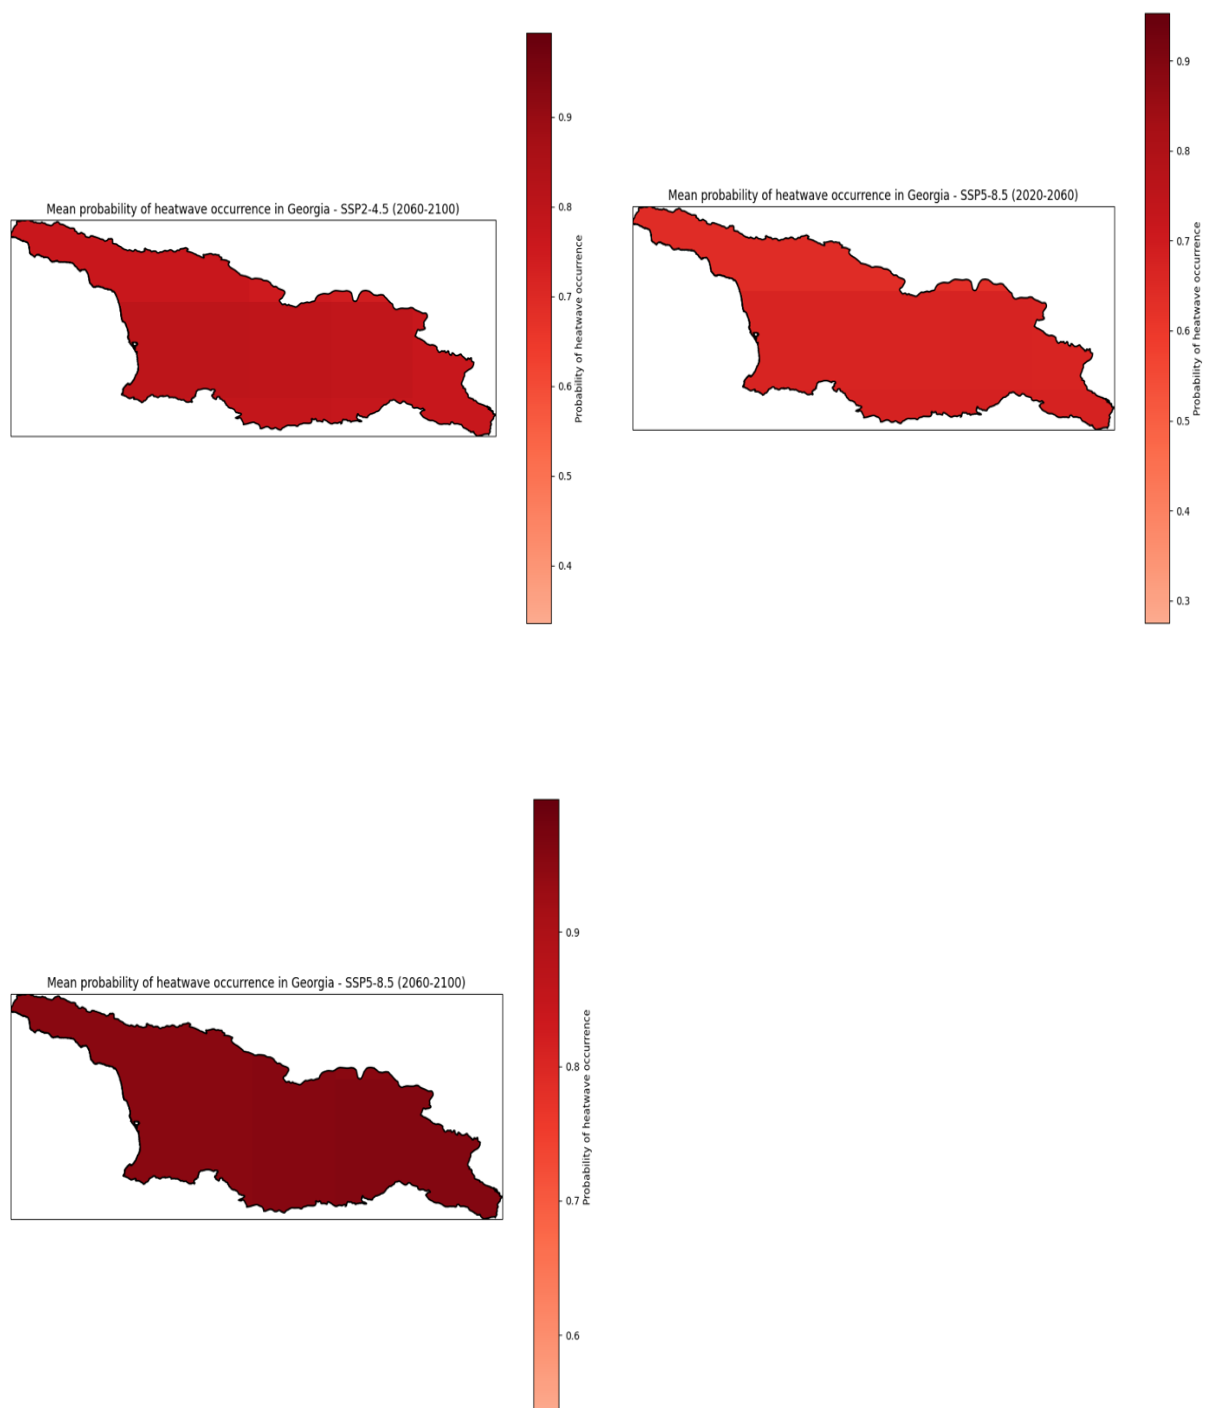 Mean probability of heatwave occurrence in Georgia - SSP2-4.5 (2060-2100)
0.9
0.8
0.7
0.6
0.5
0.4
Probability of heatwave occurrence
Mean probability of heatwave occurrence in Georgia - SSP5-8.5 (2020-2060)
0.9
0.8
0.7
0.6
0.5
0.4
0.3
Probability of heatwave occurrence
Mean probability of heatwave occurrence in Georgia - SSP5-8.5 (2060-2100)
0.9
0.8
0.7
0.6
Probability of heatwave occurrence